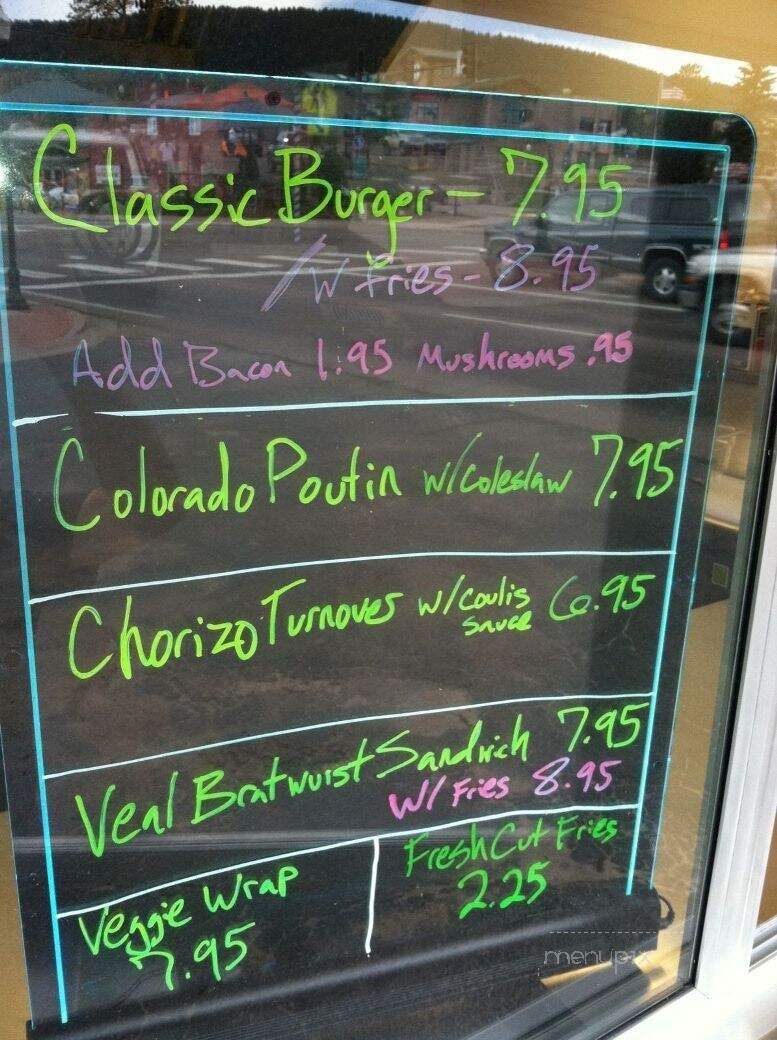 Classic Burger - 7.95
/w fries - 8.95
Add Bacon 1.95 Mushrooms .95
Colorado Poutin w/coleslaw 7.95
Chorizo Turnover w/coulis sauce 6.95
Veal Bratwurst Sandwich 7.95
w/ Fries 8.95
Fresh Cut Fries
2.25
Veggie Wrap
7.95
menupix